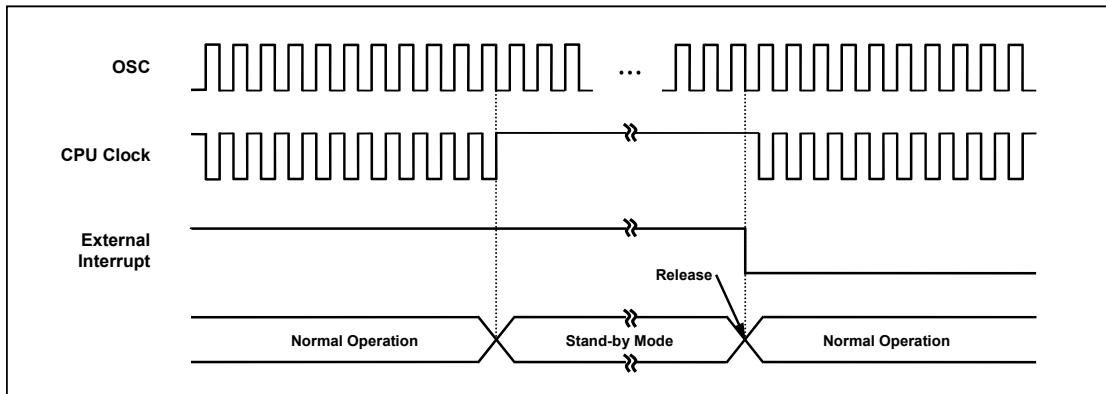 OSC
...
CPU Clock
External
Interrupt
Release
Normal Operation
Stand-by Mode
Normal Operation